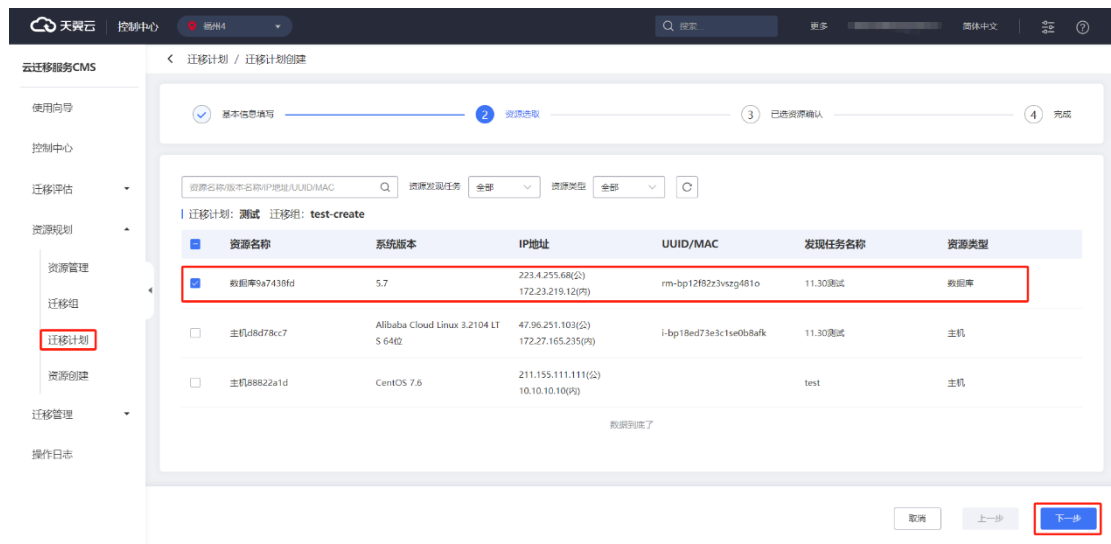 天翼云 控制中心 福州4 搜索... 更多 简体中文
云迁移服务CMS
迁移计划 / 迁移计划创建
使用向导
控制中心
迁移评估
资源规划
资源管理
迁移组
迁移计划
资源创建
迁移管理
操作日志
基本信息填写 2 资源选取 3 已选资源确认 4 完成
资源名称/版本名称/IP地址/UUID/MAC 资源发现任务 全部 资源类型 全部
迁移计划：测试 迁移组：test-create
资源名称 系统版本 IP地址 UUID/MAC 发现任务名称 资源类型
数据库9a7438fd 5.7 223.4.255.68(公) rm-bp12f82z3vszg481o 11.30测试 数据库
172.23.219.12(内)
主机d8d78cc7 Alibaba Cloud Linux 3.2104 LT 47.96.251.103(公) i-bp18ed73e3c1se0b8afk 11.30测试 主机
S 64位 172.27.165.235(内)
主机88822a1d CentOS 7.6 211.155.111.111(公) test 主机
10.10.10.10(内)
数据到底了
取消 上一步 下一步